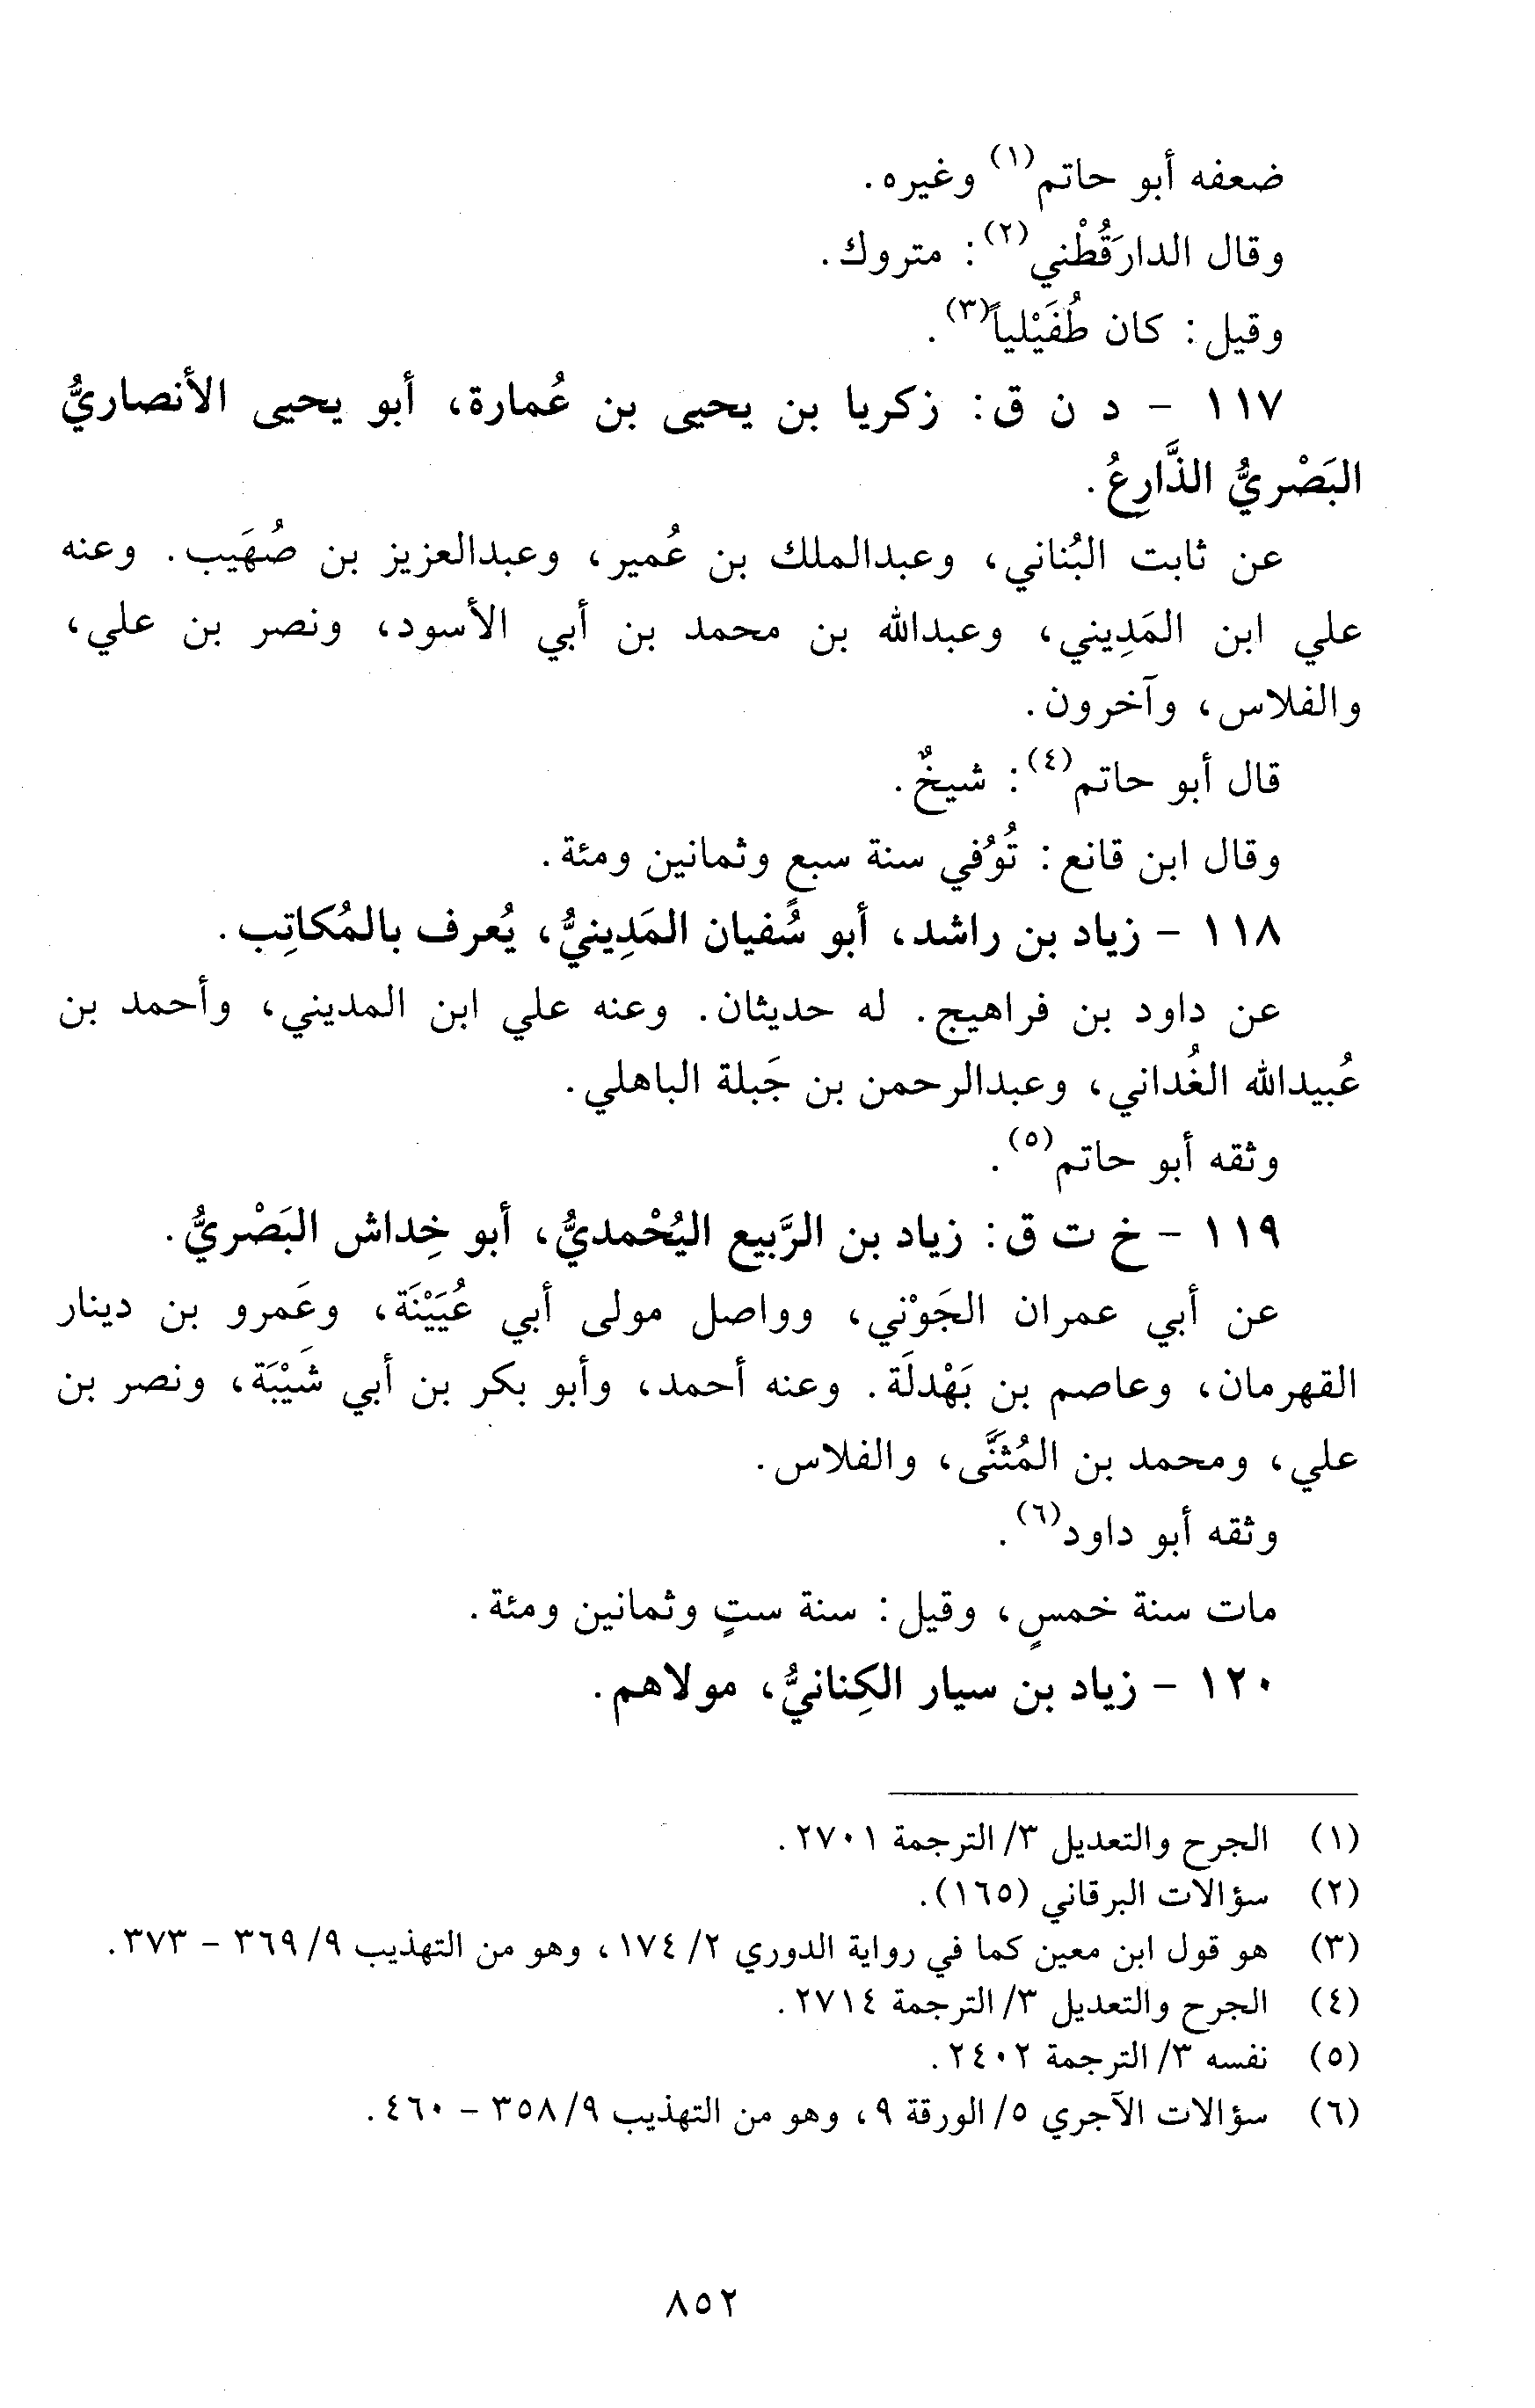 ضعفه أبو حاتم(١) وغيره.
وقال الدارَقُطْني(٢): متروك.
وقيل: كان طُفَيْلياً(٣).
١١٧ - د ن ق: زكريا بن يحيى بن عُمارة، أبو يحيى الأنصاريُّ
البَصْريُّ الذَّارعُ.
عن ثابت البُناني، وعبدالملك بن عُمير، وعبدالعزيز بن صُهَيب. وعنه
علي ابن المَدِيني، وعبدالله بن محمد بن أبي الأسود، ونصر بن علي،
والفلاس، وآخرون.
قال أبو حاتم(٤): شيخٌ.
وقال ابن قانع: تُوُفي سنة سبعٍ وثمانين ومئة.
١١٨ - زياد بن راشد، أبو سُفيان المَدِينيُّ، يُعرف بالمُكاتِب.
عن داود بن فراهيج. له حديثان. وعنه علي ابن المديني، وأحمد بن
عُبيدالله الغُداني، وعبدالرحمن بن جَبلة الباهلي.
وثقه أبو حاتم(٥).
١١٩ - خ ت ق: زياد بن الرَّبيع اليُحْمديُّ، أبو خِداش البَصْريُّ.
عن أبي عمران الجَوْني، وواصل مولى أبي عُيَيْنَة، وعَمرو بن دينار
القهرمان، وعاصم بن بَهْدلَة. وعنه أحمد، وأبو بكر بن أبي شَيْبَة، ونصر بن
علي، ومحمد بن المُثنَّى، والفلاس.
وثقه أبو داود(٦).
مات سنة خمسٍ، وقيل: سنة ستٍ وثمانين ومئة.
١٢٠ - زياد بن سيار الكِنانيُّ، مولاهم.
(١) الجرح والتعديل ٣/ الترجمة ٢٧٠١.
(٢) سؤالات البرقاني (١٦٥).
(٣) هو قول ابن معين كما في رواية الدوري ٢/ ١٧٤، وهو من التهذيب ٩/ ٣٦٩ - ٣٧٣.
(٤) الجرح والتعديل ٣/ الترجمة ٢٧١٤.
(٥) نفسه ٣/ الترجمة ٢٤٠٢.
(٦) سؤالات الآجري ٥/ الورقة ٩، وهو من التهذيب ٩/ ٣٥٨ - ٤٦٠.
٨٥٢